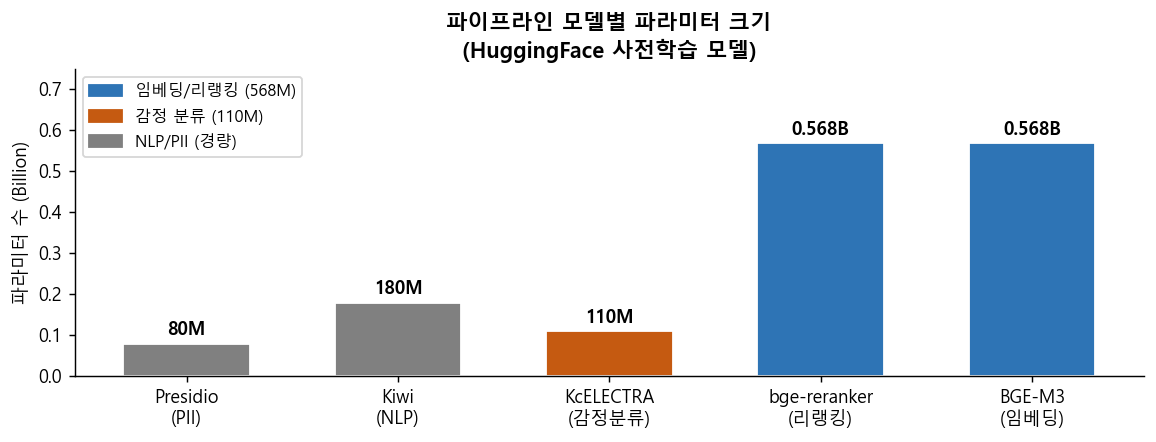 파이프라인 모델별 파라미터 크기
(HuggingFace 사전학습 모델)
임베딩/리랭킹 (568M)
감정 분류 (110M)
NLP/PII (경량)
파라미터 수 (Billion)
0.7
0.6
0.5
0.4
0.3
0.2
0.1
0.0
80M
180M
110M
0.568B
0.568B
Presidio
(PII)
Kiwi
(NLP)
KcELECTRA
(감정분류)
bge-reranker
(리랭킹)
BGE-M3
(임베딩)